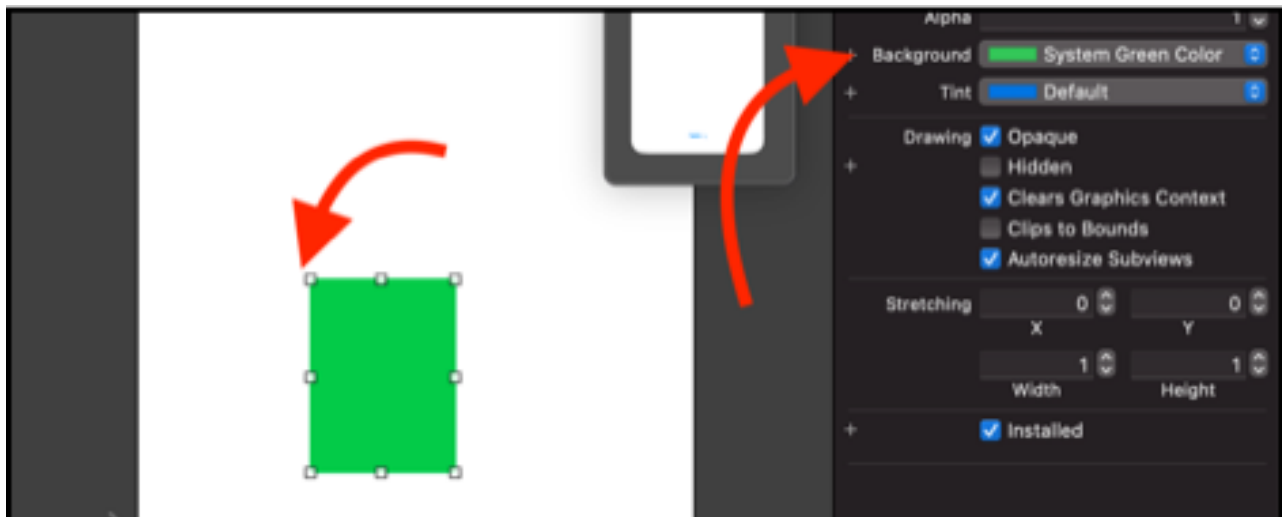 Alpha 1
+ Background System Green Color
+ Tint Default
Drawing Opaque
+ Hidden
Clears Graphics Context
Clips to Bounds
Autoresize Subviews
Stretching 0 0
X Y
1 1
Width Height
+ Installed